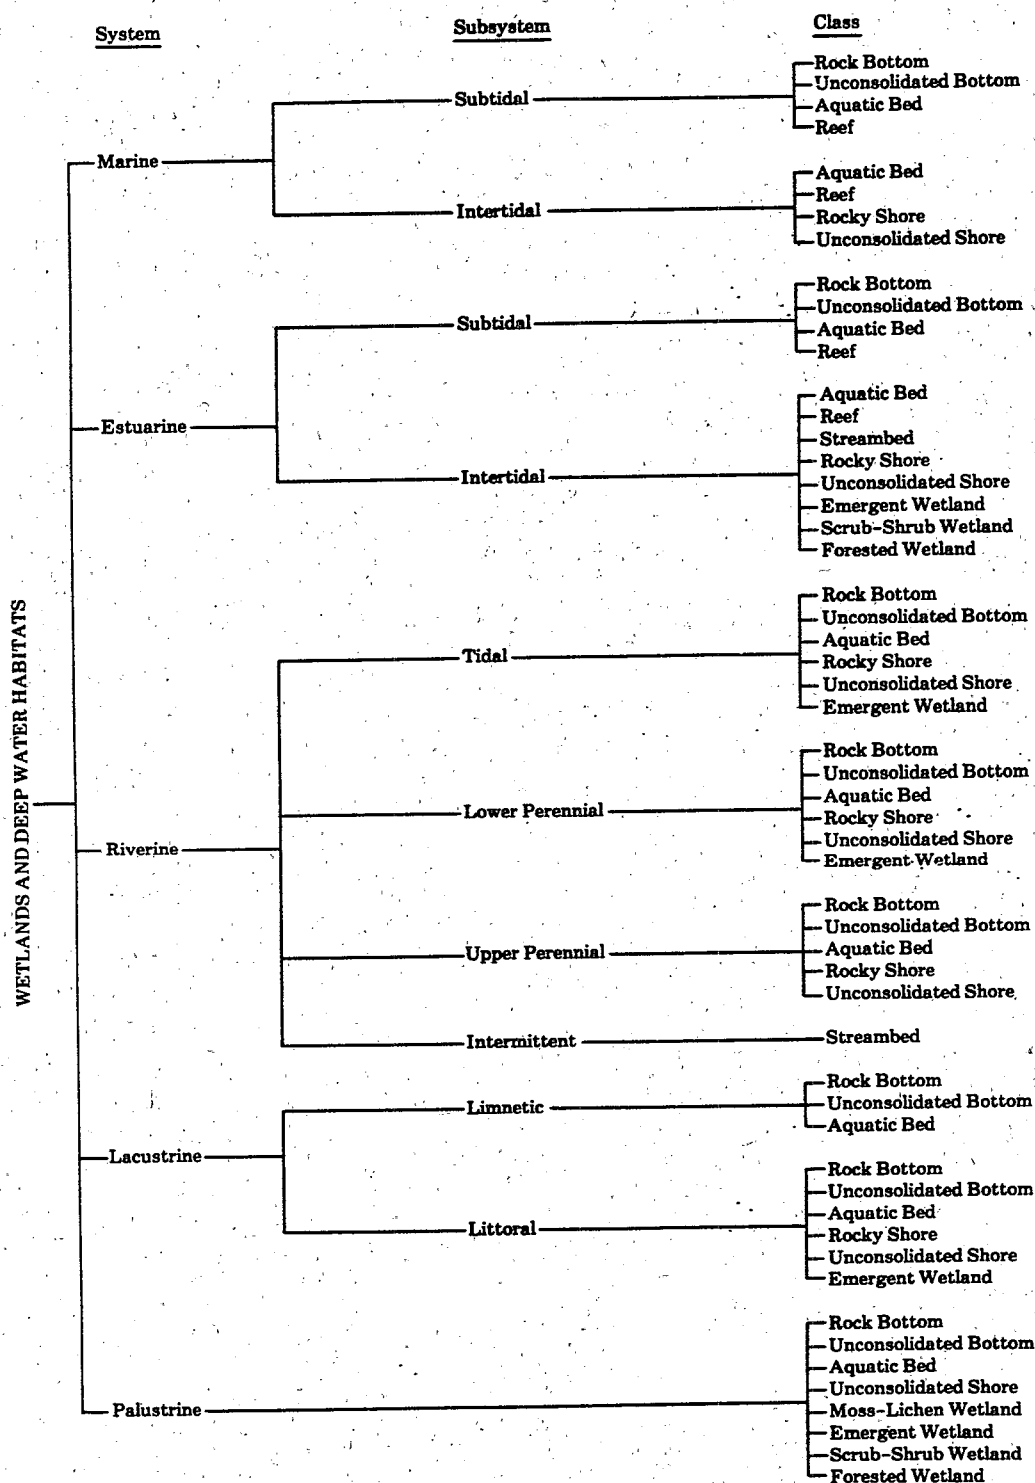 System Subsystem Class
Rock Bottom
Unconsolidated Bottom
Subtidal
Aquatic Bed
Reef
Marine
Aquatic Bed
Reef
Intertidal
Rocky Shore
Unconsolidated Shore
Rock Bottom
Unconsolidated Bottom
Subtidal
Aquatic Bed
Reef
Aquatic Bed
Reef
Estuarine
Streambed
Rocky Shore
Intertidal
Unconsolidated Shore
Emergent Wetland
Scrub-Shrub Wetland
Forested Wetland
WETLANDS AND DEEP WATER HABITATS
Rock Bottom
Unconsolidated Bottom
Aquatic Bed
Tidal
Rocky Shore
Unconsolidated Shore
Emergent Wetland
Rock Bottom
Unconsolidated Bottom
Aquatic Bed
Lower Perennial
Rocky Shore
Unconsolidated Shore
Riverine
Emergent Wetland
Rock Bottom
Unconsolidated Bottom
Upper Perennial
Aquatic Bed
Rocky Shore
Unconsolidated Shore
Intermittent
Streambed
Rock Bottom
Limnetic
Unconsolidated Bottom
Aquatic Bed
Lacustrine
Rock Bottom
Unconsolidated Bottom
Aquatic Bed
Littoral
Rocky Shore
Unconsolidated Shore
Emergent Wetland
Rock Bottom
Unconsolidated Bottom
Aquatic Bed
Unconsolidated Shore
Palustrine
Moss-Lichen Wetland
Emergent Wetland
Scrub-Shrub Wetland
Forested Wetland